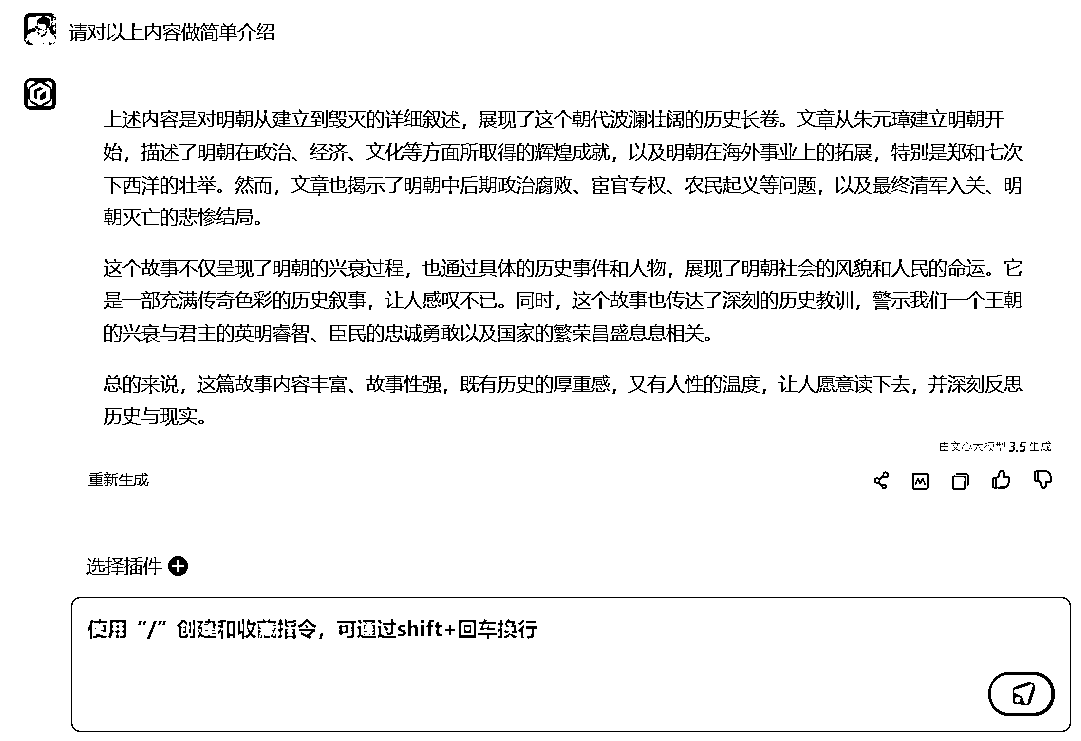 请对以上内容做简单介绍
上述内容是对明朝从建立到毁灭的详细叙述，展现了这个朝代波澜壮阔的历史长卷。文章从朱元璋建立明朝开
始，描述了明朝在政治、经济、文化等方面所取得的辉煌成就，以及明朝在海外事业上的拓展，特别是郑和七次
下西洋的壮举。然而，文章也揭示了明朝中后期政治腐败、宦官专权、农民起义等问题，以及最终清军入关、明
朝灭亡的悲惨结局。
这个故事不仅呈现了明朝的兴衰过程，也通过具体的历史事件和人物，展现了明朝社会的风貌和人民的命运。它
是一部充满传奇色彩的历史叙事，让人感叹不已。同时，这个故事也传达了深刻的历史教训，警示我们一个王朝
的兴衰与君主的英明睿智、臣民的忠诚勇敢以及国家的繁荣昌盛息息相关。
总的来说，这篇故事内容丰富、故事性强，既有历史的厚重感，又有人性的温度，让人愿意读下去，并深刻反思
历史与现实。
由文心大模型 3.5 生成
重新生成
选择插件
使用“/”创建和收藏指令，可通过shift+回车换行